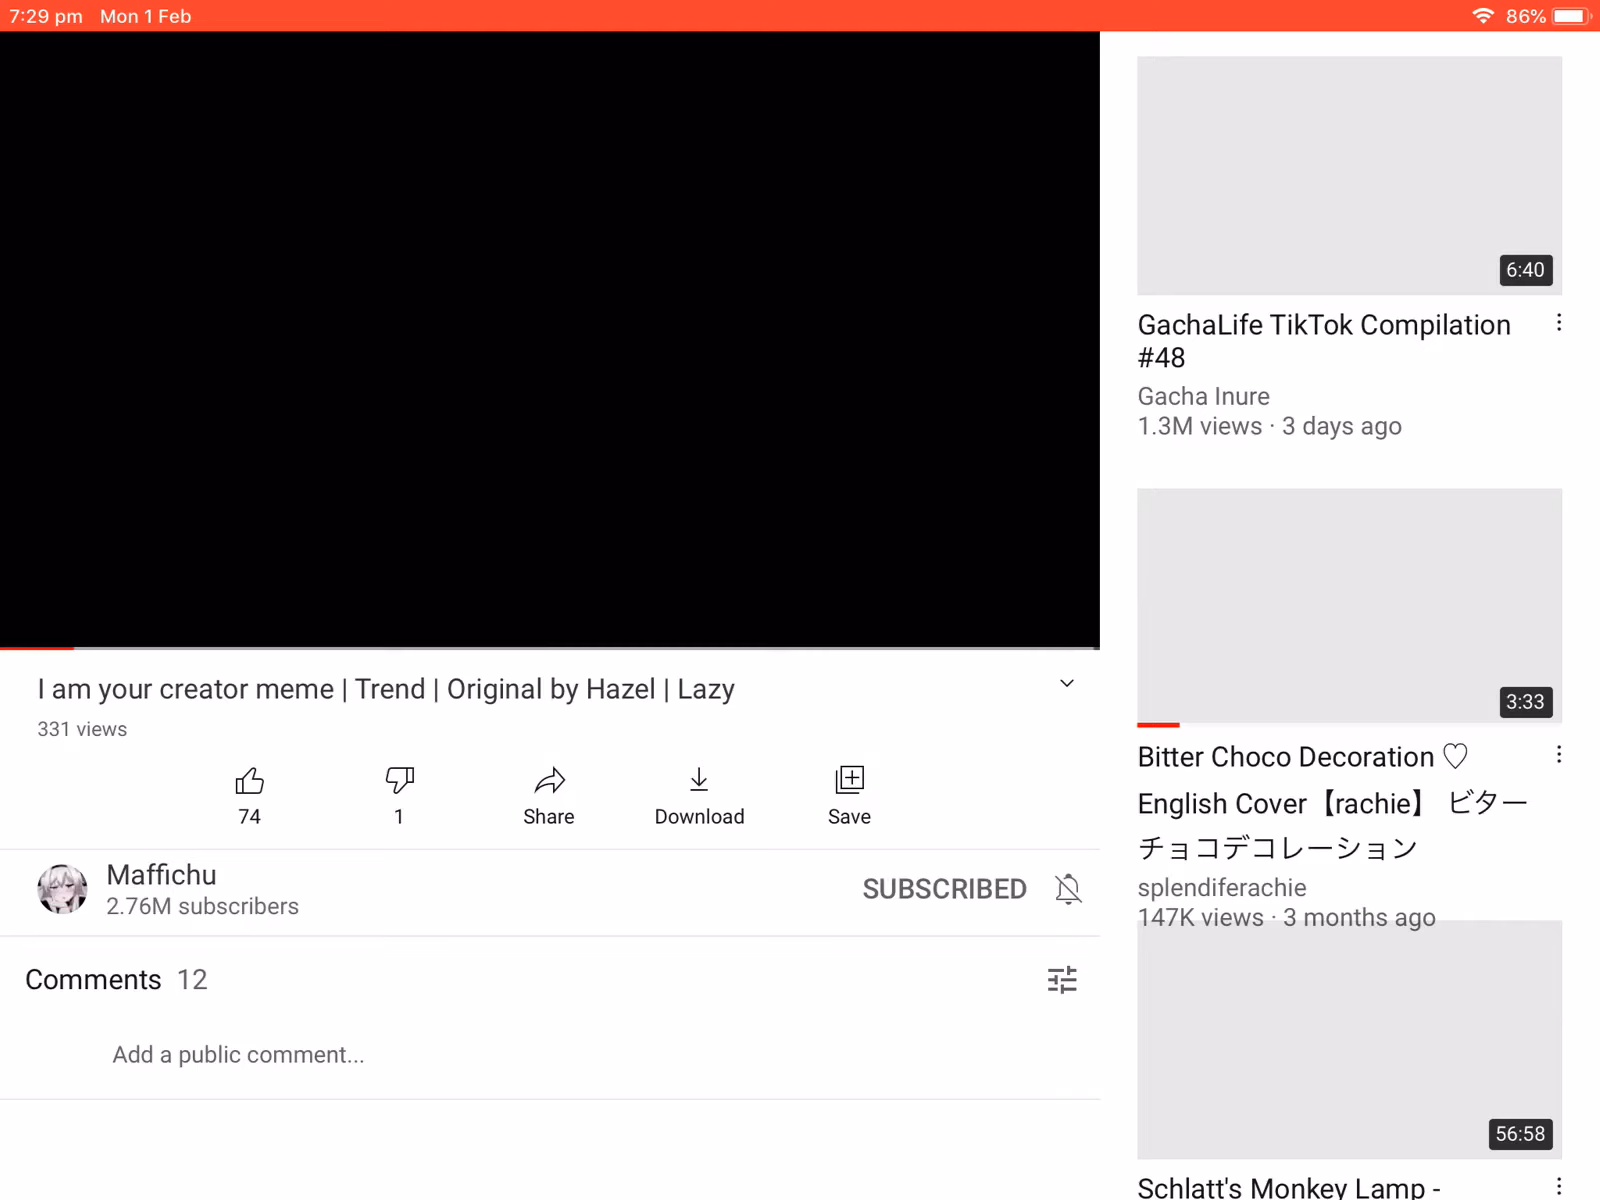 7:29 pm Mon 1 Feb
86%
I am your creator meme | Trend | Original by Hazel | Lazy
331 views
74
1
Share
Download
Save
Maffichu
2.76M subscribers
SUBSCRIBED
Comments 12
Add a public comment...
6:40
GachaLife TikTok Compilation
#48
Gacha Inure
1.3M views · 3 days ago
3:33
Bitter Choco Decoration ♡
English Cover【rachie】 ビター
チョコデコレーション
splendiferachie
147K views · 3 months ago
56:58
Schlatt's Monkey Lamp -